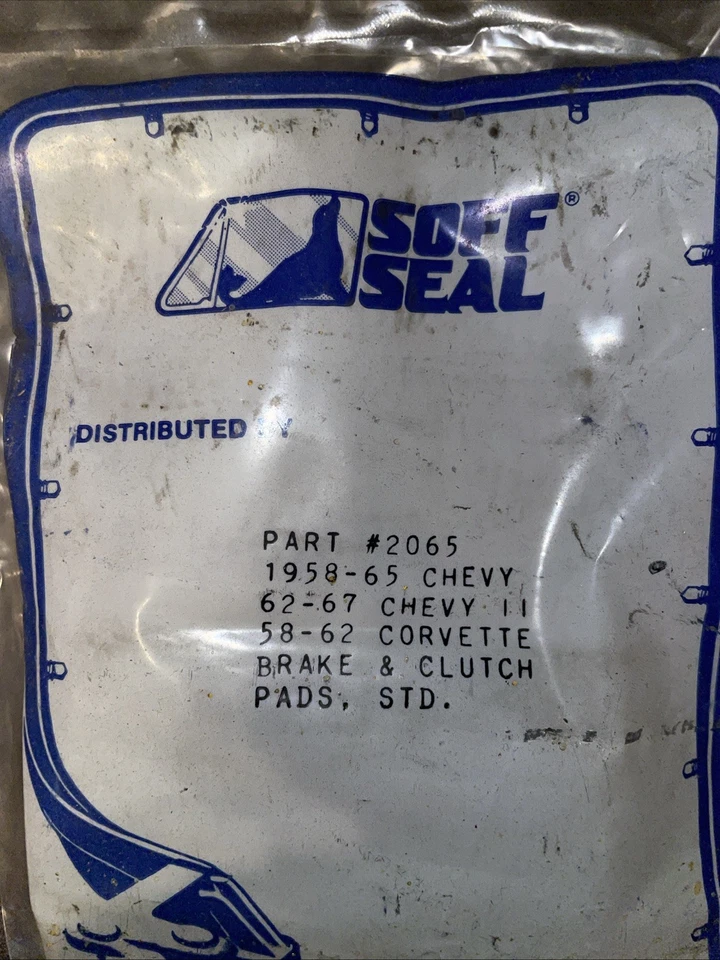 SOFF
SEAL®
DISTRIBUTED BY
PART #2065
1958-65 CHEVY
62-67 CHEVY II
58-62 CORVETTE
BRAKE & CLUTCH
PADS, STD.